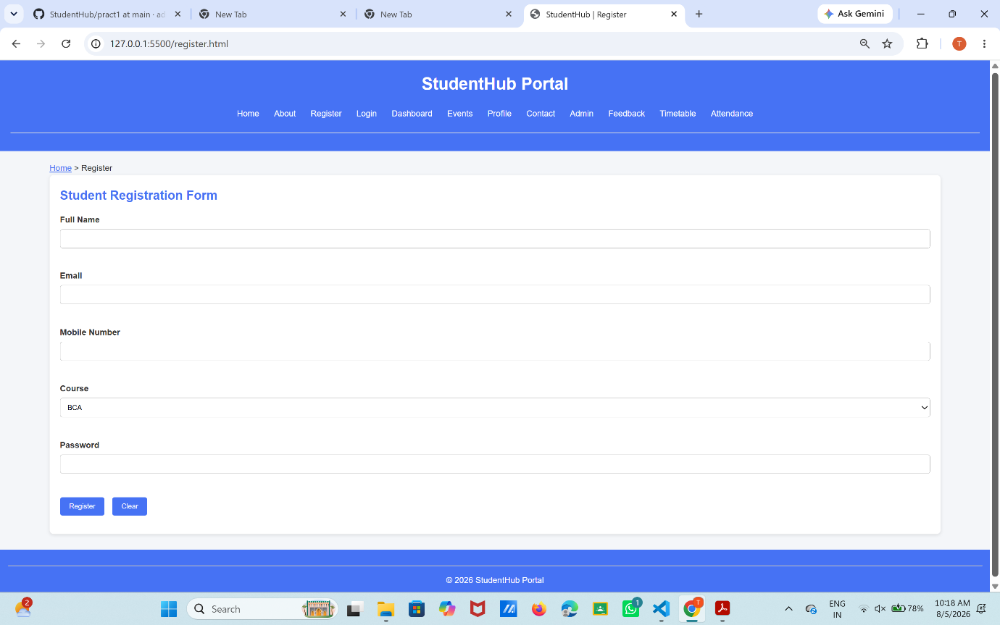 StudentHub/pract1 at main · ad
New Tab
New Tab
StudentHub | Register
Ask Gemini
127.0.0.1:5500/register.html
T
StudentHub Portal
Home About Register Login Dashboard Events Profile Contact Admin Feedback Timetable Attendance
Home > Register
Student Registration Form
Full Name
Email
Mobile Number
Course
BCA
Password
Register Clear
© 2026 StudentHub Portal
2
Search
1
T
ENG
IN
78%
10:18 AM
8/5/2026